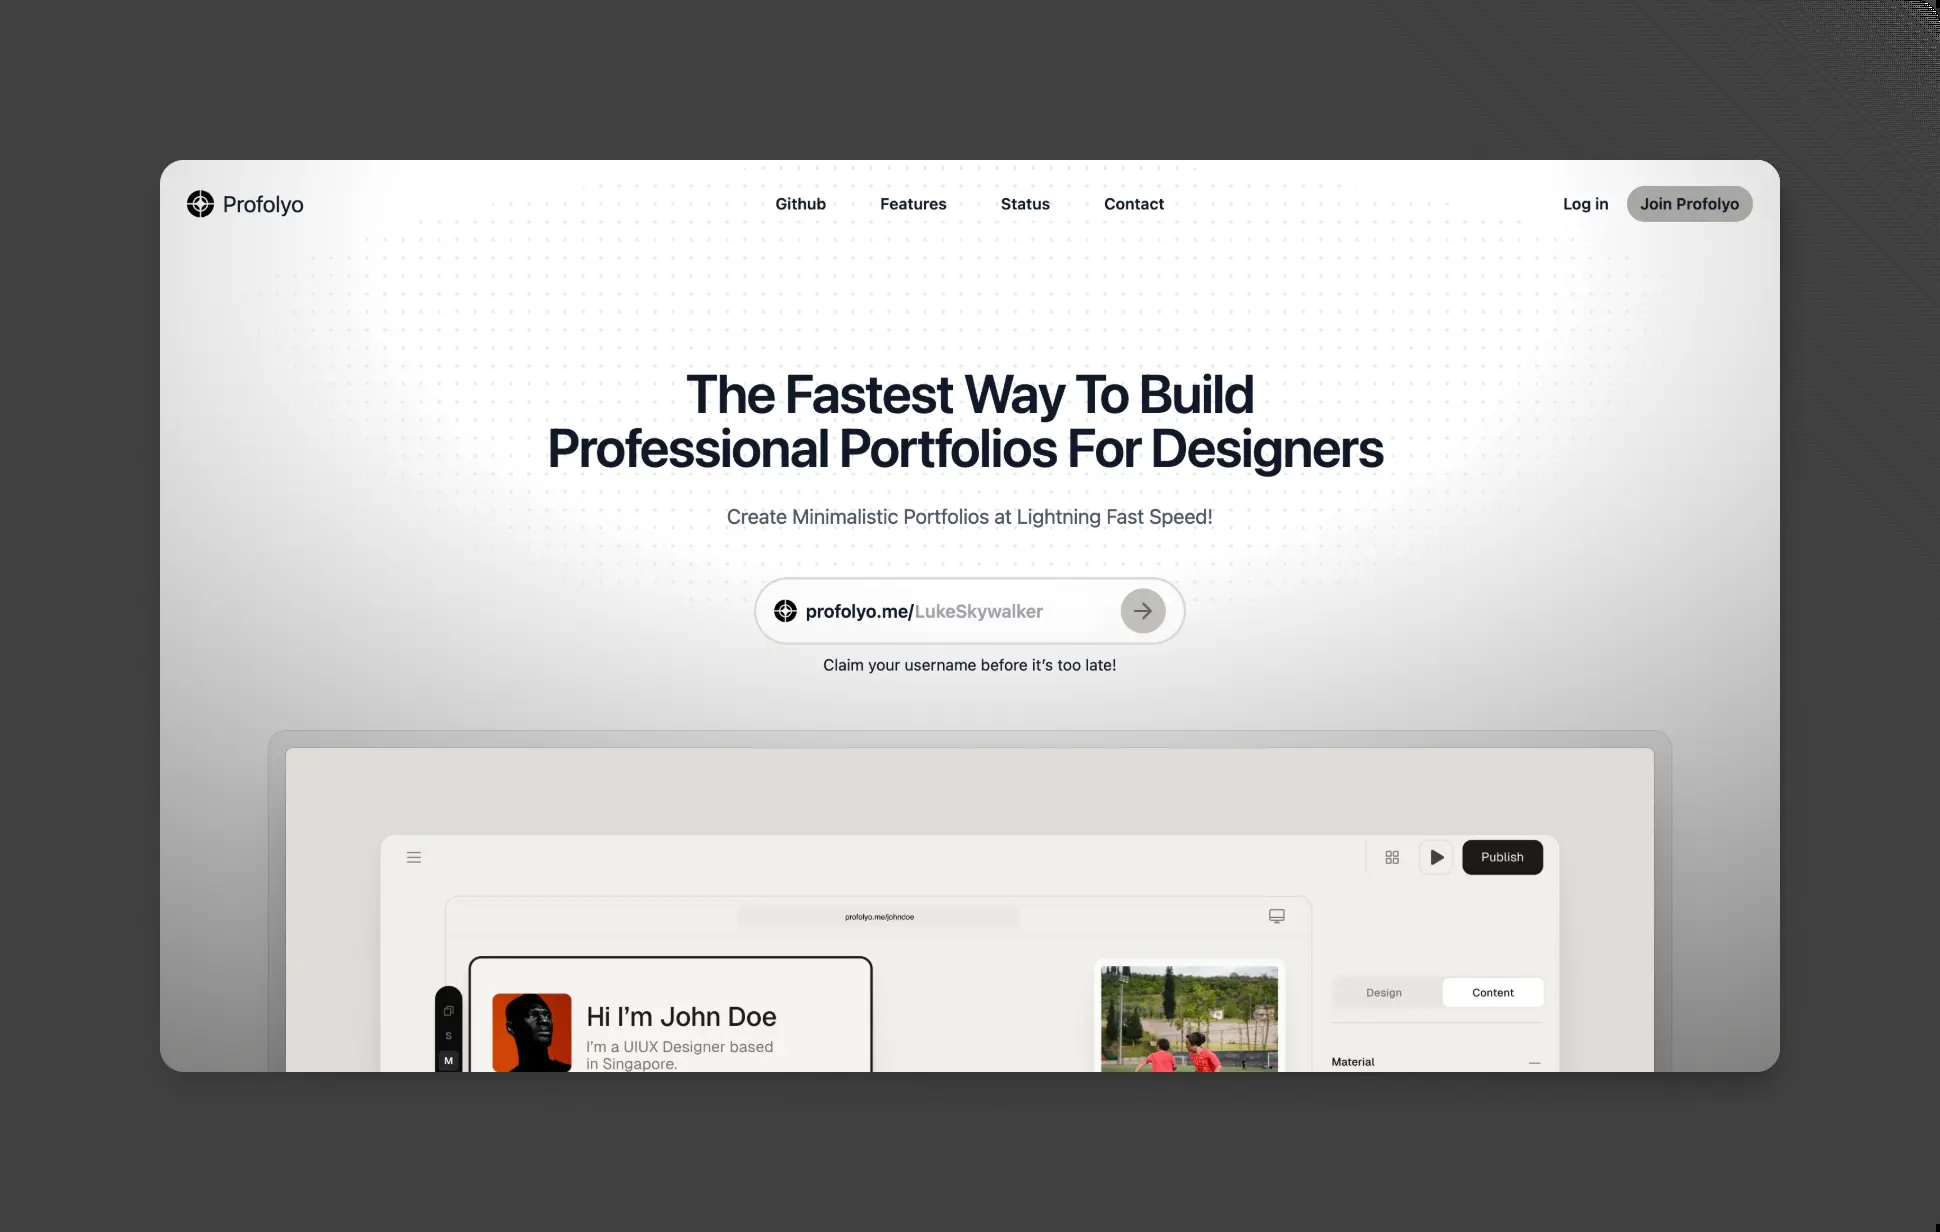 Profolyo
Github
Features
Status
Contact
Log in
Join Profolyo
The Fastest Way To Build
Professional Portfolios For Designers
Create Minimalistic Portfolios at Lightning Fast Speed!
profolyo.me/LukeSkywalker
Claim your username before it’s too late!
Publish
profolyo.me/johndoe
Design
Content
Hi I’m John Doe
I’m a UIUX Designer based
in Singapore.
S
M
Material